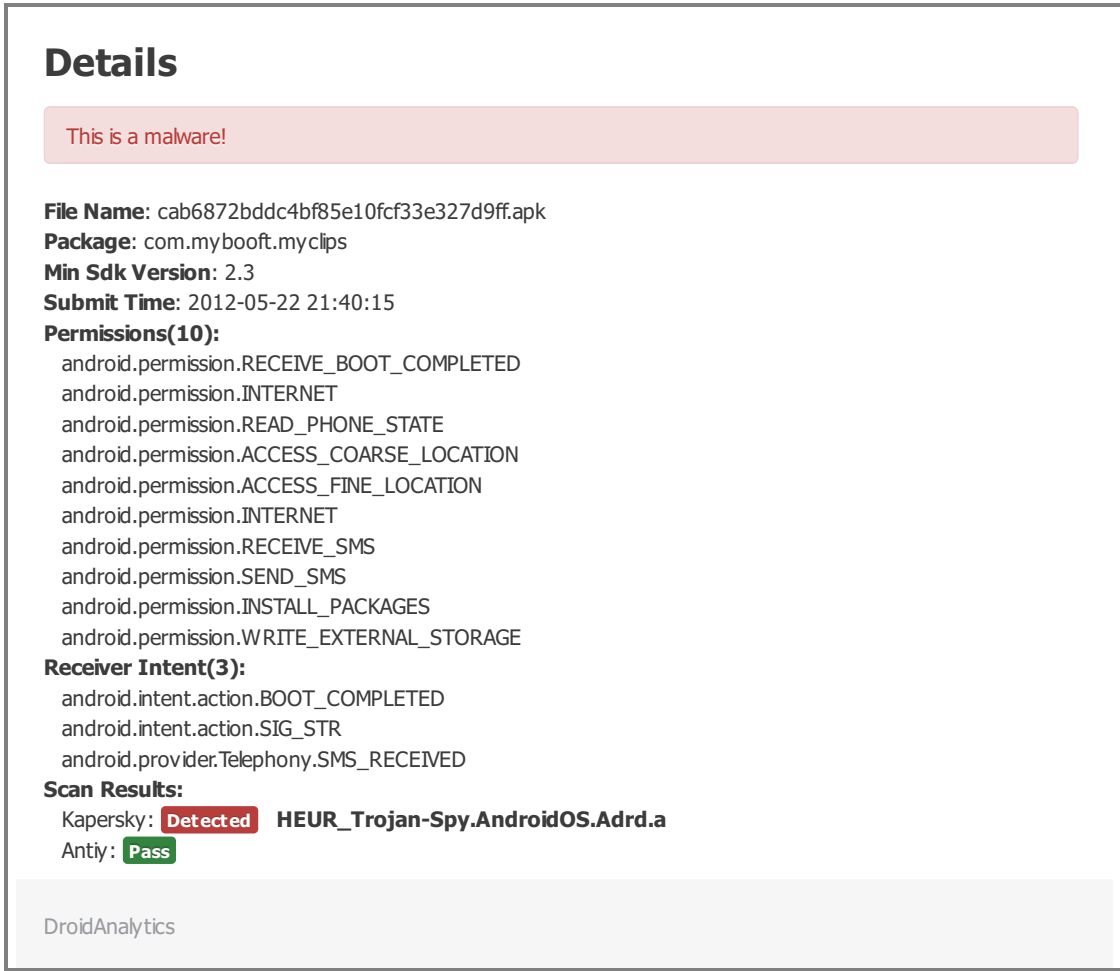 Details
This is a malware!
File Name: cab6872bddc4bf85e10fcf33e327d9ff.apk
Package: com.mybooft.myclips
Min Sdk Version: 2.3
Submit Time: 2012-05-22 21:40:15
Permissions(10):
android.permission.RECEIVE_BOOT_COMPLETED
android.permission.INTERNET
android.permission.READ_PHONE_STATE
android.permission.ACCESS_COARSE_LOCATION
android.permission.ACCESS_FINE_LOCATION
android.permission.INTERNET
android.permission.RECEIVE_SMS
android.permission.SEND_SMS
android.permission.INSTALL_PACKAGES
android.permission.WRITE_EXTERNAL_STORAGE
Receiver Intent(3):
android.intent.action.BOOT_COMPLETED
android.intent.action.SIG_STR
android.provider.Telephony.SMS_RECEIVED
Scan Results:
Kapersky: Detected HEUR_Trojan-Spy.AndroidOS.Adrd.a
Antiy: Pass
DroidAnalytics